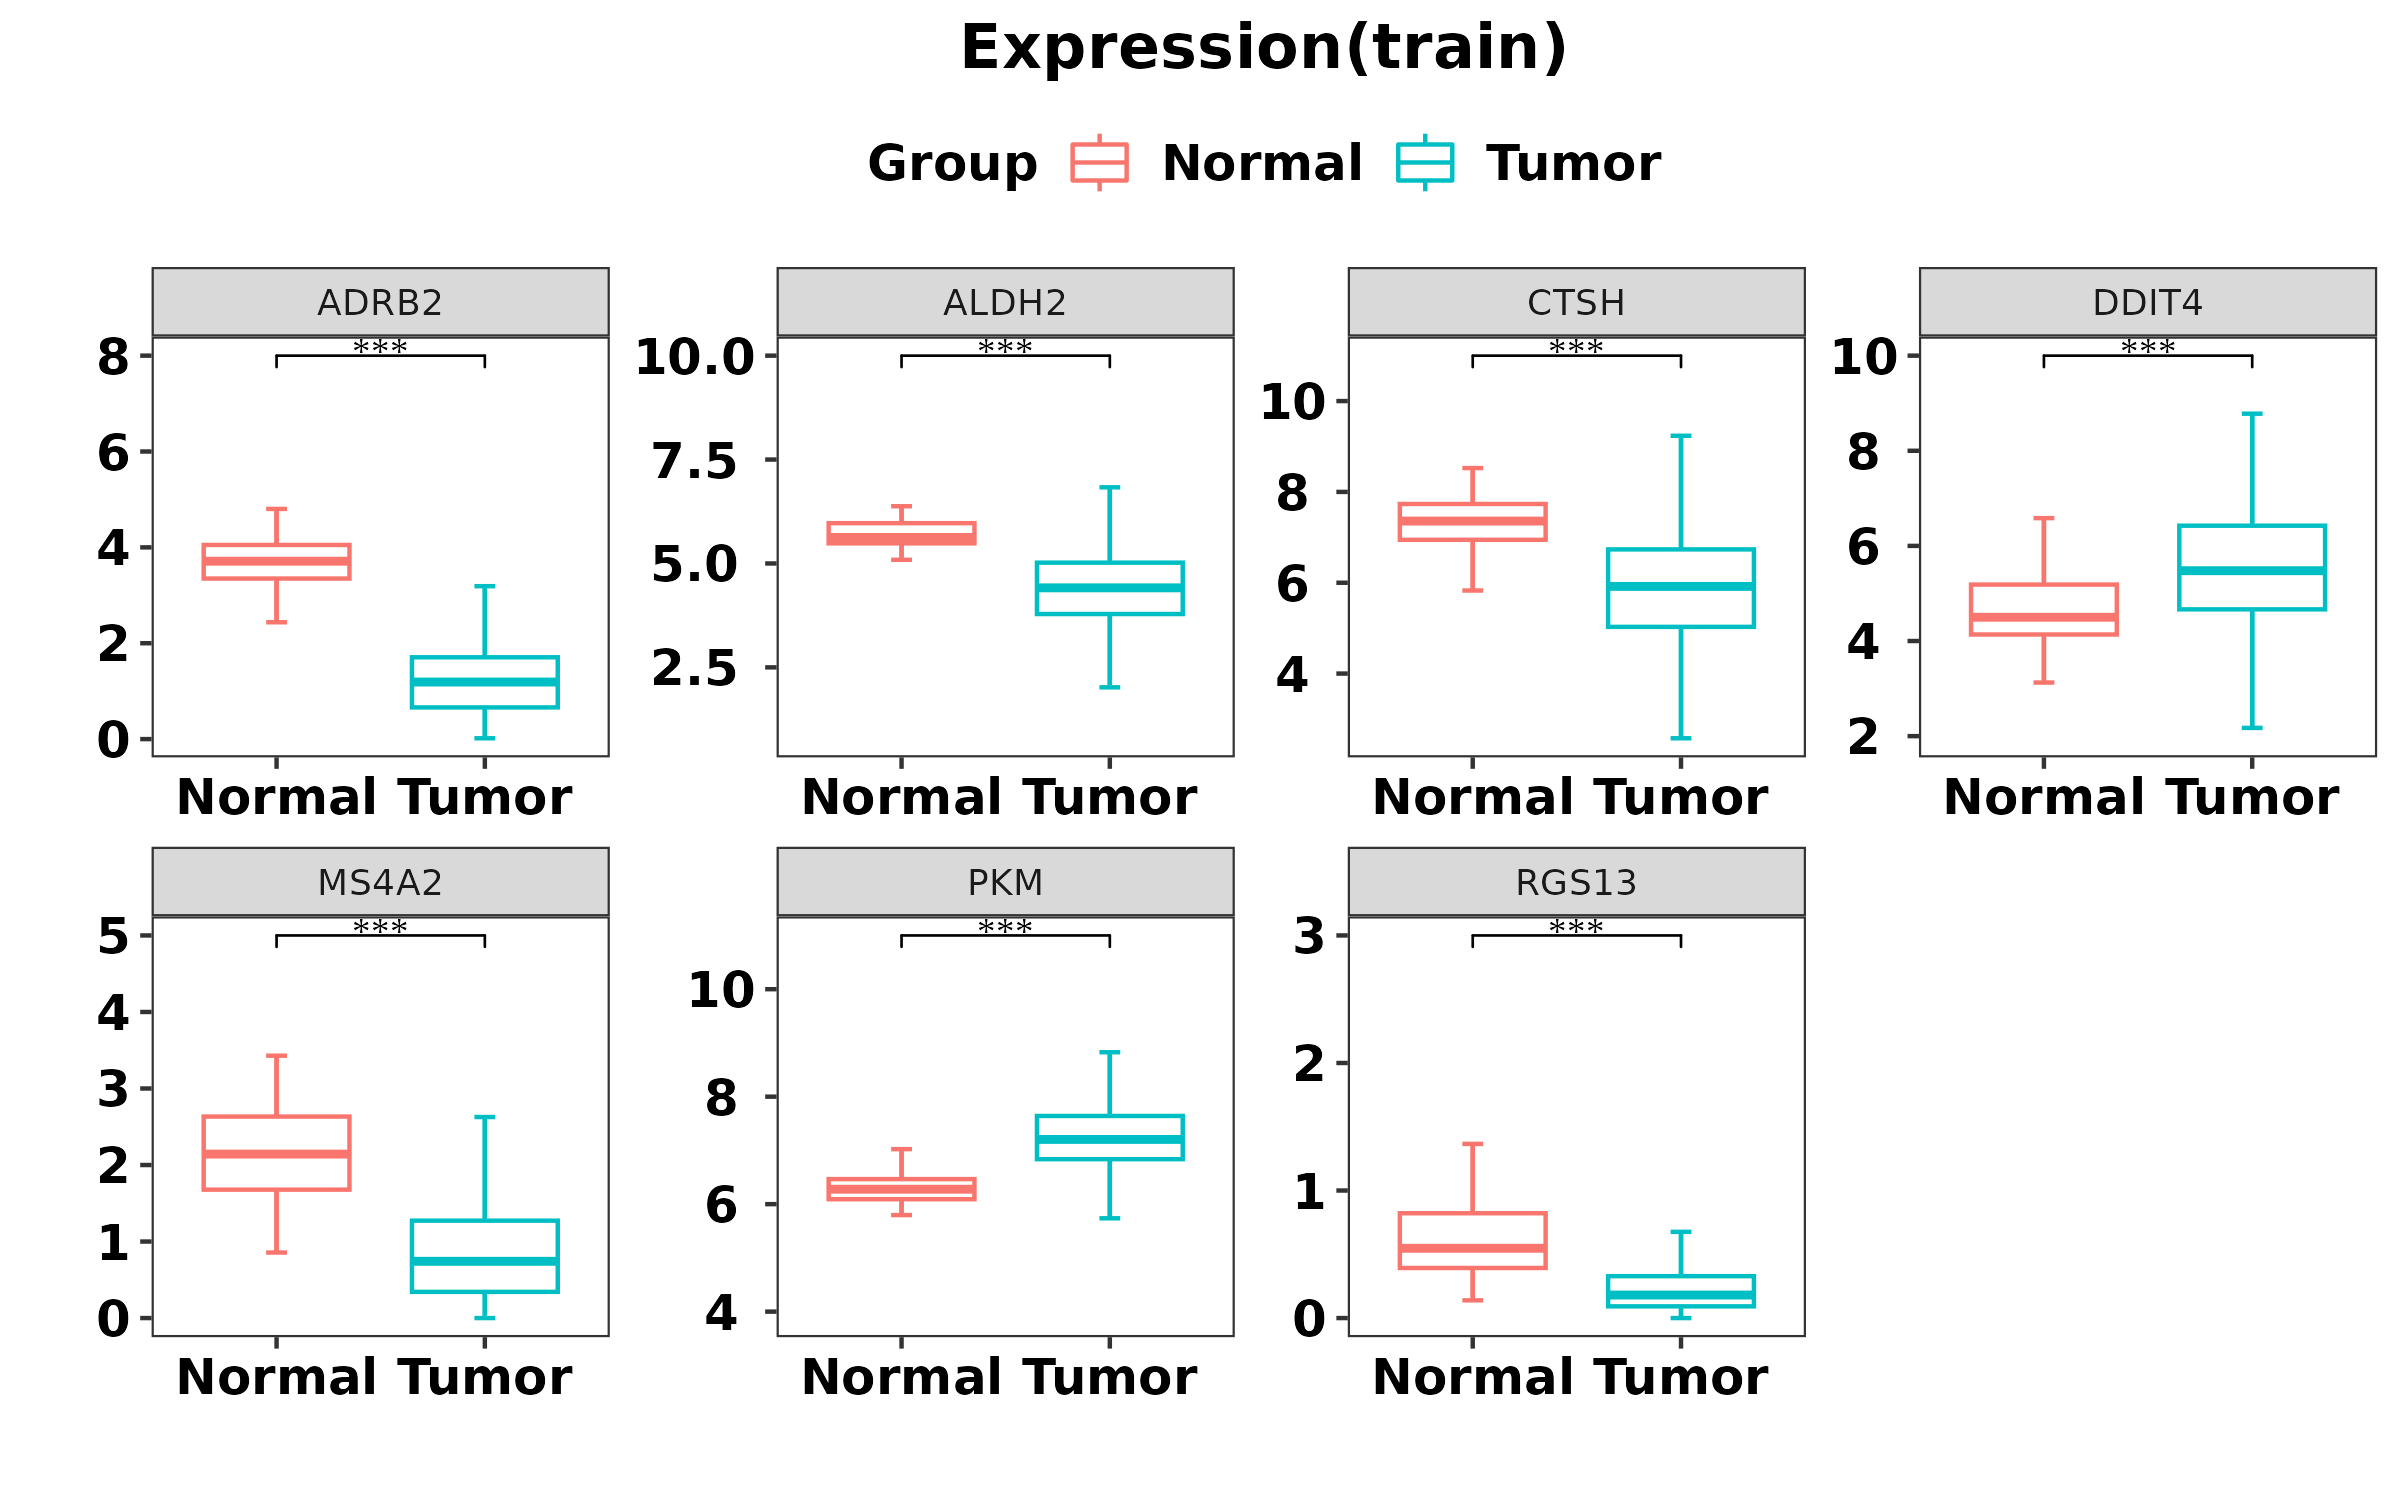 Expression(train)
Group Normal Tumor
ADRB2 ALDH2 CTSH DDIT4
*** *** *** ***
8 10.0 10 10
6 7.5 8 8
4 5.0 6 6
2 2.5 4 4
0 2
Normal Tumor Normal Tumor Normal Tumor Normal Tumor
MS4A2 PKM RGS13
*** *** ***
5 10 3
4 8 2
3 6 1
2 4 0
1
0
Normal Tumor Normal Tumor Normal Tumor